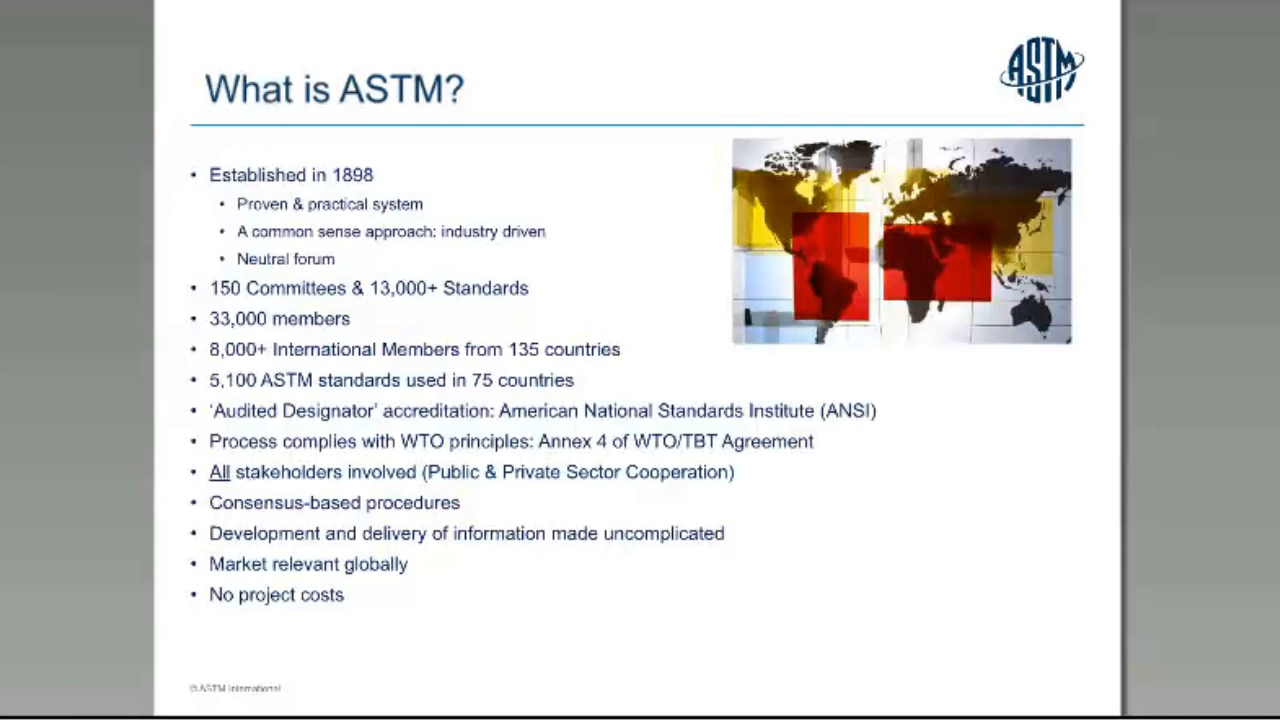 ASTM
What is ASTM?
• Established in 1898
• Proven & practical system
• A common sense approach: industry driven
• Neutral forum
• 150 Committees & 13,000+ Standards
• 33,000 members
• 8,000+ International Members from 135 countries
• 5,100 ASTM standards used in 75 countries
• ‘Audited Designator’ accreditation: American National Standards Institute (ANSI)
• Process complies with WTO principles: Annex 4 of WTO/TBT Agreement
• All stakeholders involved (Public & Private Sector Cooperation)
• Consensus-based procedures
• Development and delivery of information made uncomplicated
• Market relevant globally
• No project costs
© ASTM International